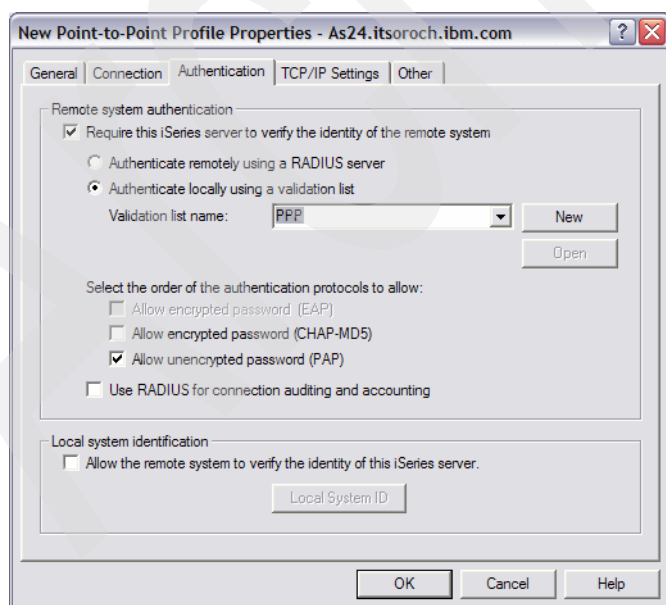 New Point-to-Point Profile Properties - As24.itsoroch.ibm.com
General Connection Authentication TCP/IP Settings Other
Remote system authentication
Require this iSeries server to verify the identity of the remote system
Authenticate remotely using a RADIUS server
Authenticate locally using a validation list
Validation list name: PPP New
Open
Select the order of the authentication protocols to allow:
Allow encrypted password (EAP)
Allow encrypted password (CHAP-MD5)
Allow unencrypted password (PAP)
Use RADIUS for connection auditing and accounting
Local system identification
Allow the remote system to verify the identity of this iSeries server.
Local System ID
OK Cancel Help